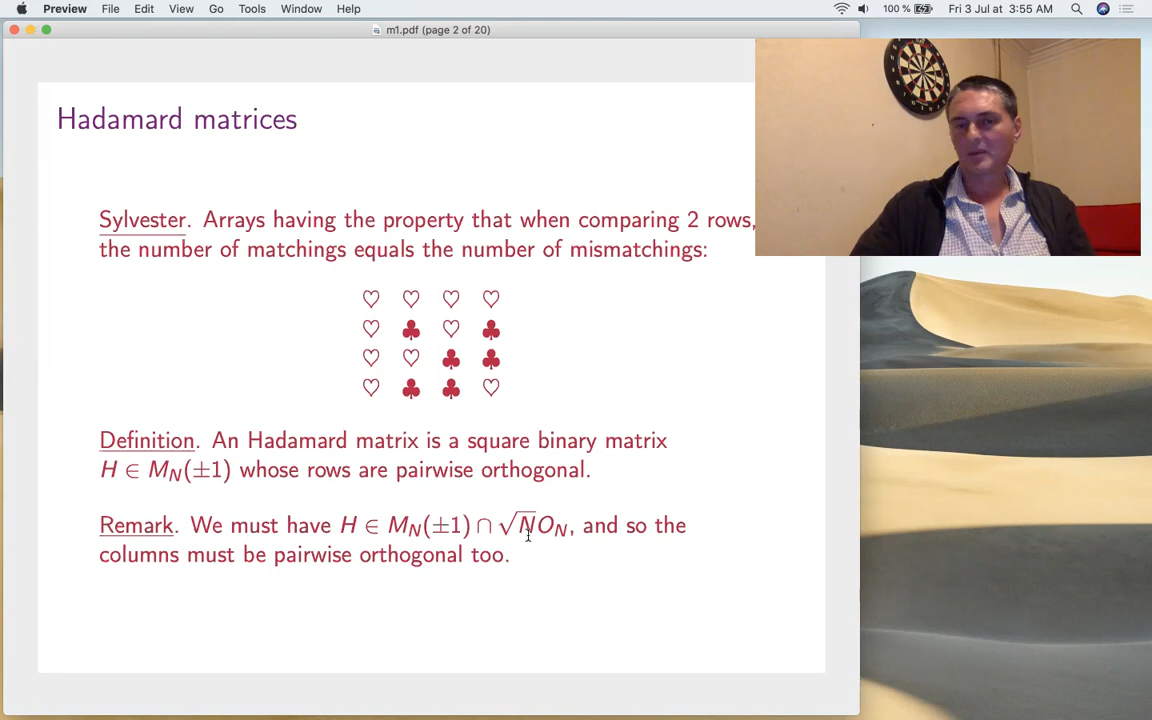 Preview File Edit View Go Tools Window Help 100 % Fri 3 Jul at 3:55 AM
m1.pdf (page 2 of 20)
Hadamard matrices
Sylvester. Arrays having the property that when comparing 2 rows,
the number of matchings equals the number of mismatchings:
♡ ♡ ♡ ♡
♡ ♣ ♡ ♣
♡ ♡ ♣ ♣
♡ ♣ ♣ ♡
Definition. An Hadamard matrix is a square binary matrix
H ∈ M_N(±1) whose rows are pairwise orthogonal.
Remark. We must have H ∈ M_N(±1) ∩ √N O_N, and so the
columns must be pairwise orthogonal too.